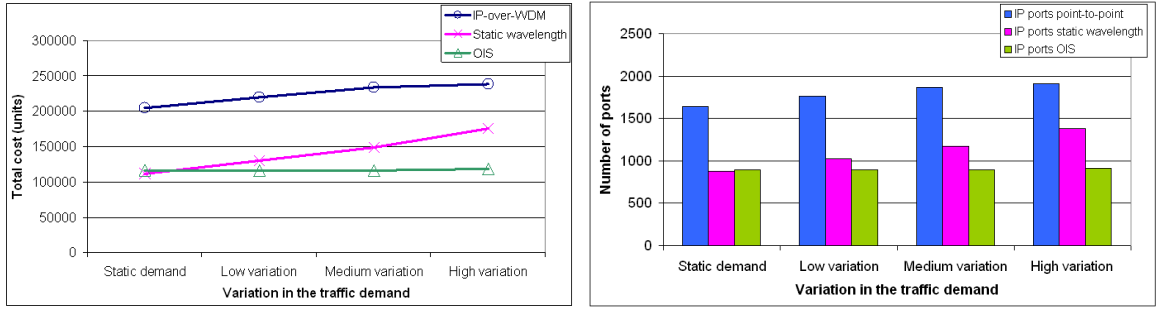 IP-over-WDM
Static wavelength
OIS
300000
250000
200000
150000
100000
50000
0
Total cost (units)
Static demand
Low variation
Medium variation
High variation
Variation in the traffic demand
IP ports point-to-point
IP ports static wavelength
IP ports OIS
2500
2000
1500
1000
500
0
Number of ports
Static demand
Low variation
Medium variation
High variation
Variation in the traffic demand